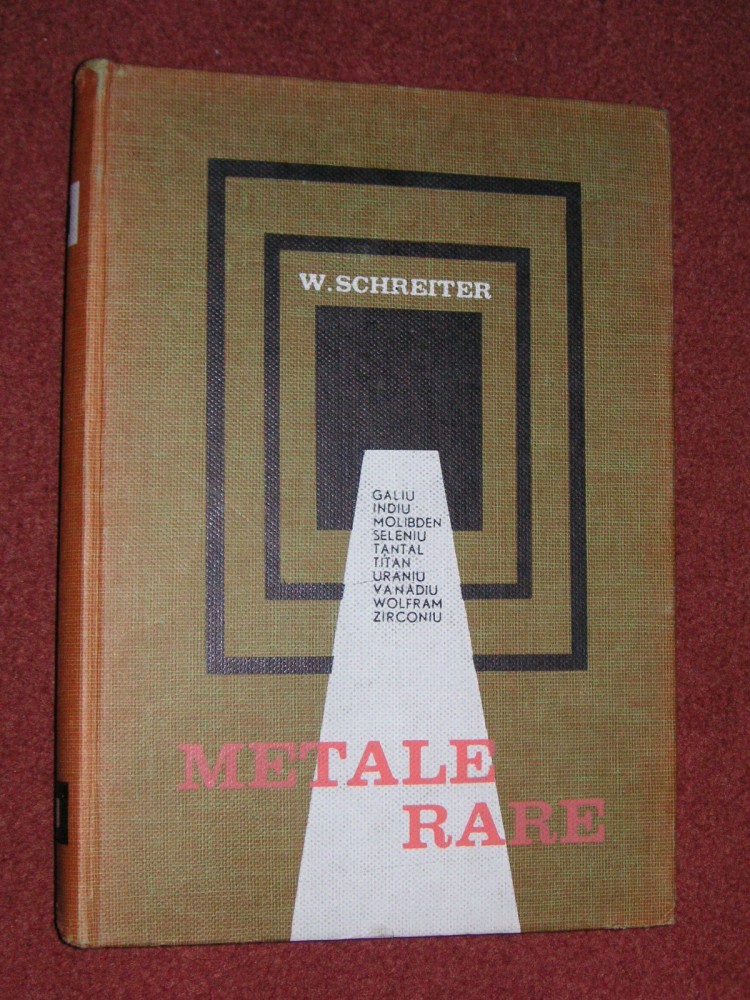 W. SCHREITER
GALIU
INDIU
MOLIBDEN
SELENIU
TANTAL
TITAN
URANIU
VANADIU
WOLFRAM
ZIRCONIU
METALE
RARE